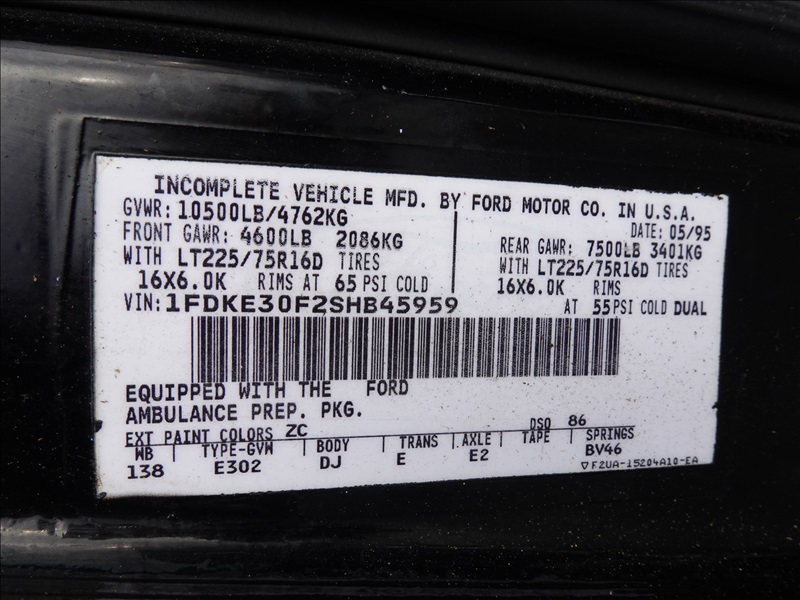 INCOMPLETE VEHICLE MFD. BY FORD MOTOR CO. IN U.S.A.
GVWR: 10500LB/4762KG
DATE: 05/95
FRONT GAWR: 4600LB 2086KG
REAR GAWR: 7500LB 3401KG
WITH LT225/75R16D TIRES
WITH LT225/75R16D TIRES
16X6.0K RIMS AT 65 PSI COLD
16X6.0K RIMS
VIN: 1FDKE30F2SHB45959
AT 55 PSI COLD DUAL
EQUIPPED WITH THE FORD
AMBULANCE PREP. PKG.
EXT PAINT COLORS ZC DSO 86
WB TYPE-GVW BODY TRANS AXLE TAPE SPRINGS
138 E302 DJ E E2 BV46
▽F2UA-15204A10-EA